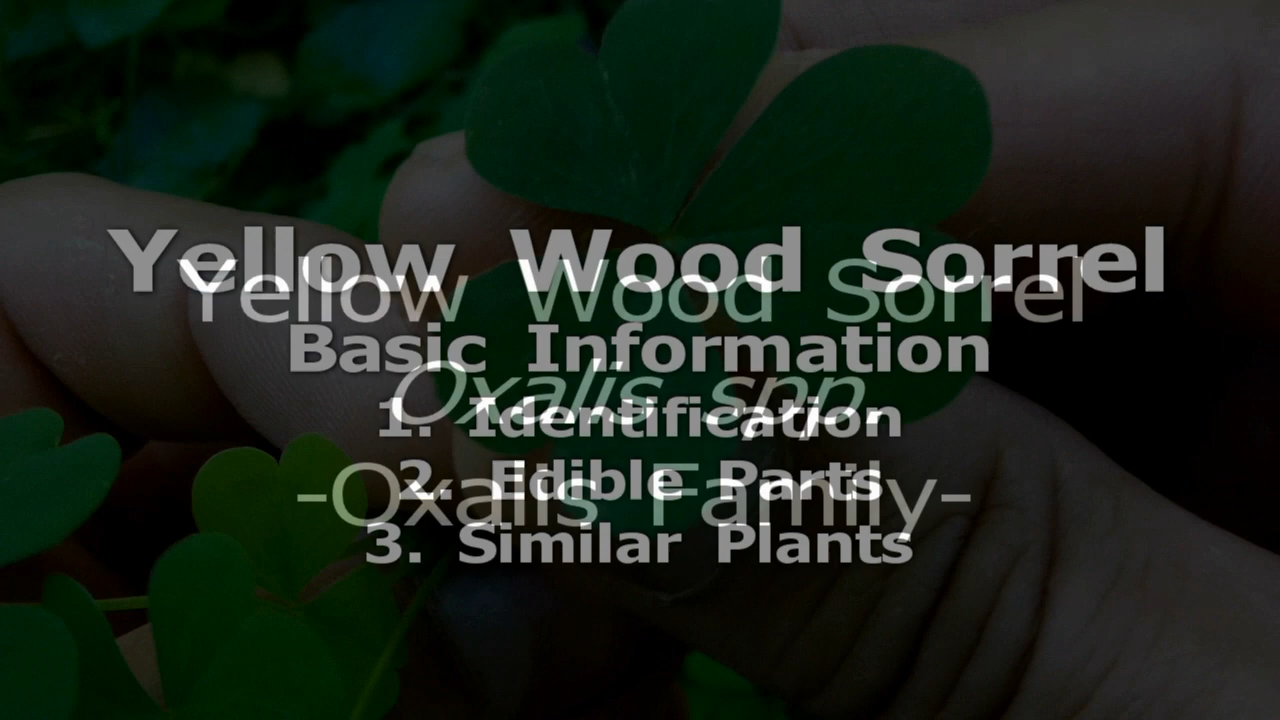 Yellow Wood Sorrel
Yellow Wood Sorrel
Basic Information
Oxalis spp.
1. Identification
2. Edible Parts
-Oxalis Family-
3. Similar Plants